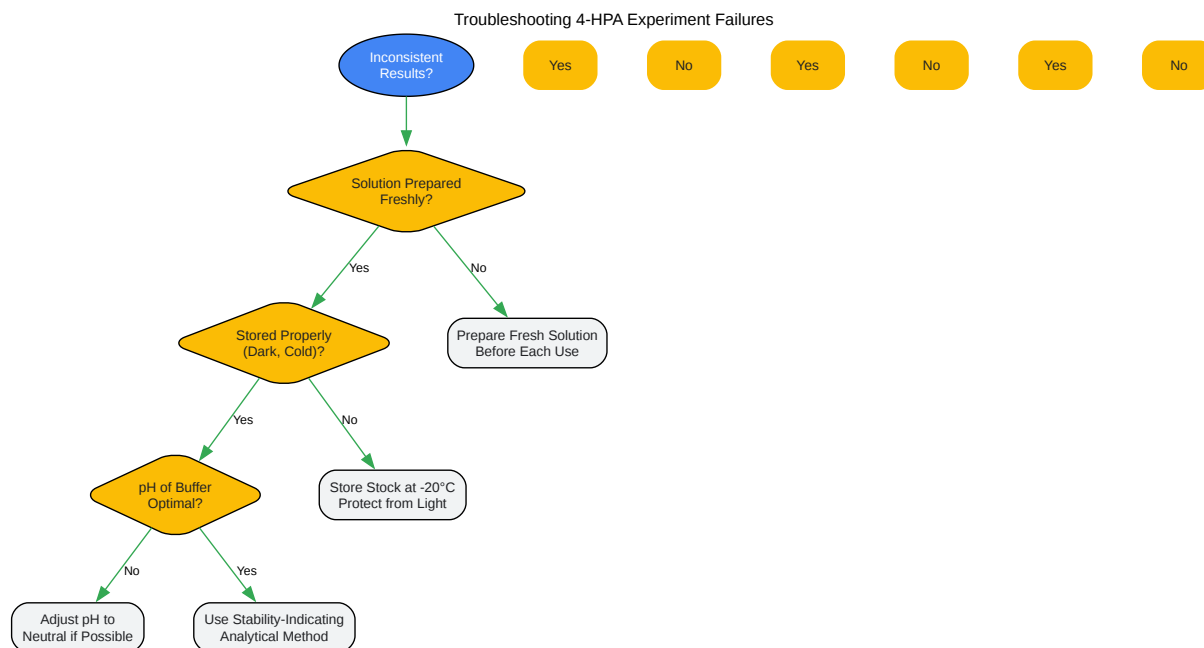 Troubleshooting 4-HPA Experiment Failures
Inconsistent
Results?
Yes
No
Yes
No
Yes
No
Solution Prepared
Freshly?
Yes
No
Stored Properly
(Dark, Cold)?
Prepare Fresh Solution
Before Each Use
Yes
No
pH of Buffer
Optimal?
Store Stock at -20°C
Protect from Light
No
Yes
Adjust pH to
Neutral if Possible
Use Stability-Indicating
Analytical Method